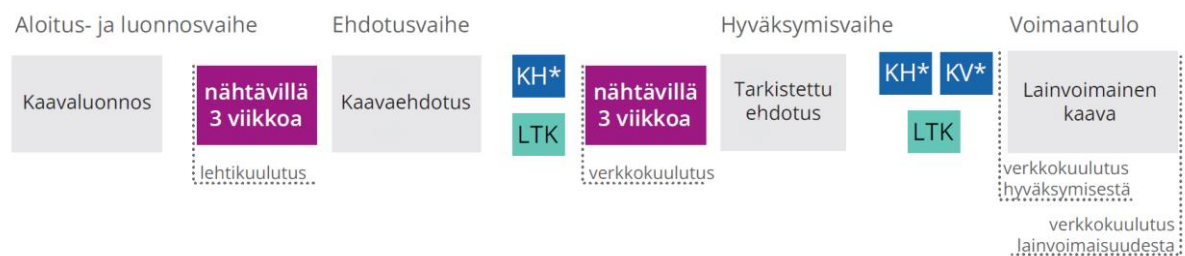 Aloitus- ja luonnosvaihe
Kaavaluonnos
nähtävillä
3 viikkoa
lehtikuulutus
Ehdotusvaihe
Kaavaehdotus
KH*
LTK
nähtävillä
3 viikkoa
verkkokuulutus
Hyväksymisvaihe
Tarkistettu
ehdotus
KH* KV*
LTK
Voimaantulo
Lainvoimainen
kaava
verkkokuulutus
hyväksymisestä
verkkokuulutus
lainvoimaisuudesta